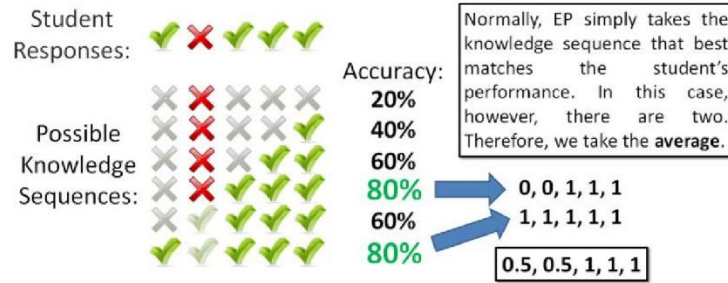 Student
Responses:
Accuracy:
20%
40%
60%
80%
60%
80%
Possible
Knowledge
Sequences:
Normally, EP simply takes the
knowledge sequence that best
matches the student's
performance. In this case,
however, there are two.
Therefore, we take the average.
0, 0, 1, 1, 1
1, 1, 1, 1, 1
0.5, 0.5, 1, 1, 1